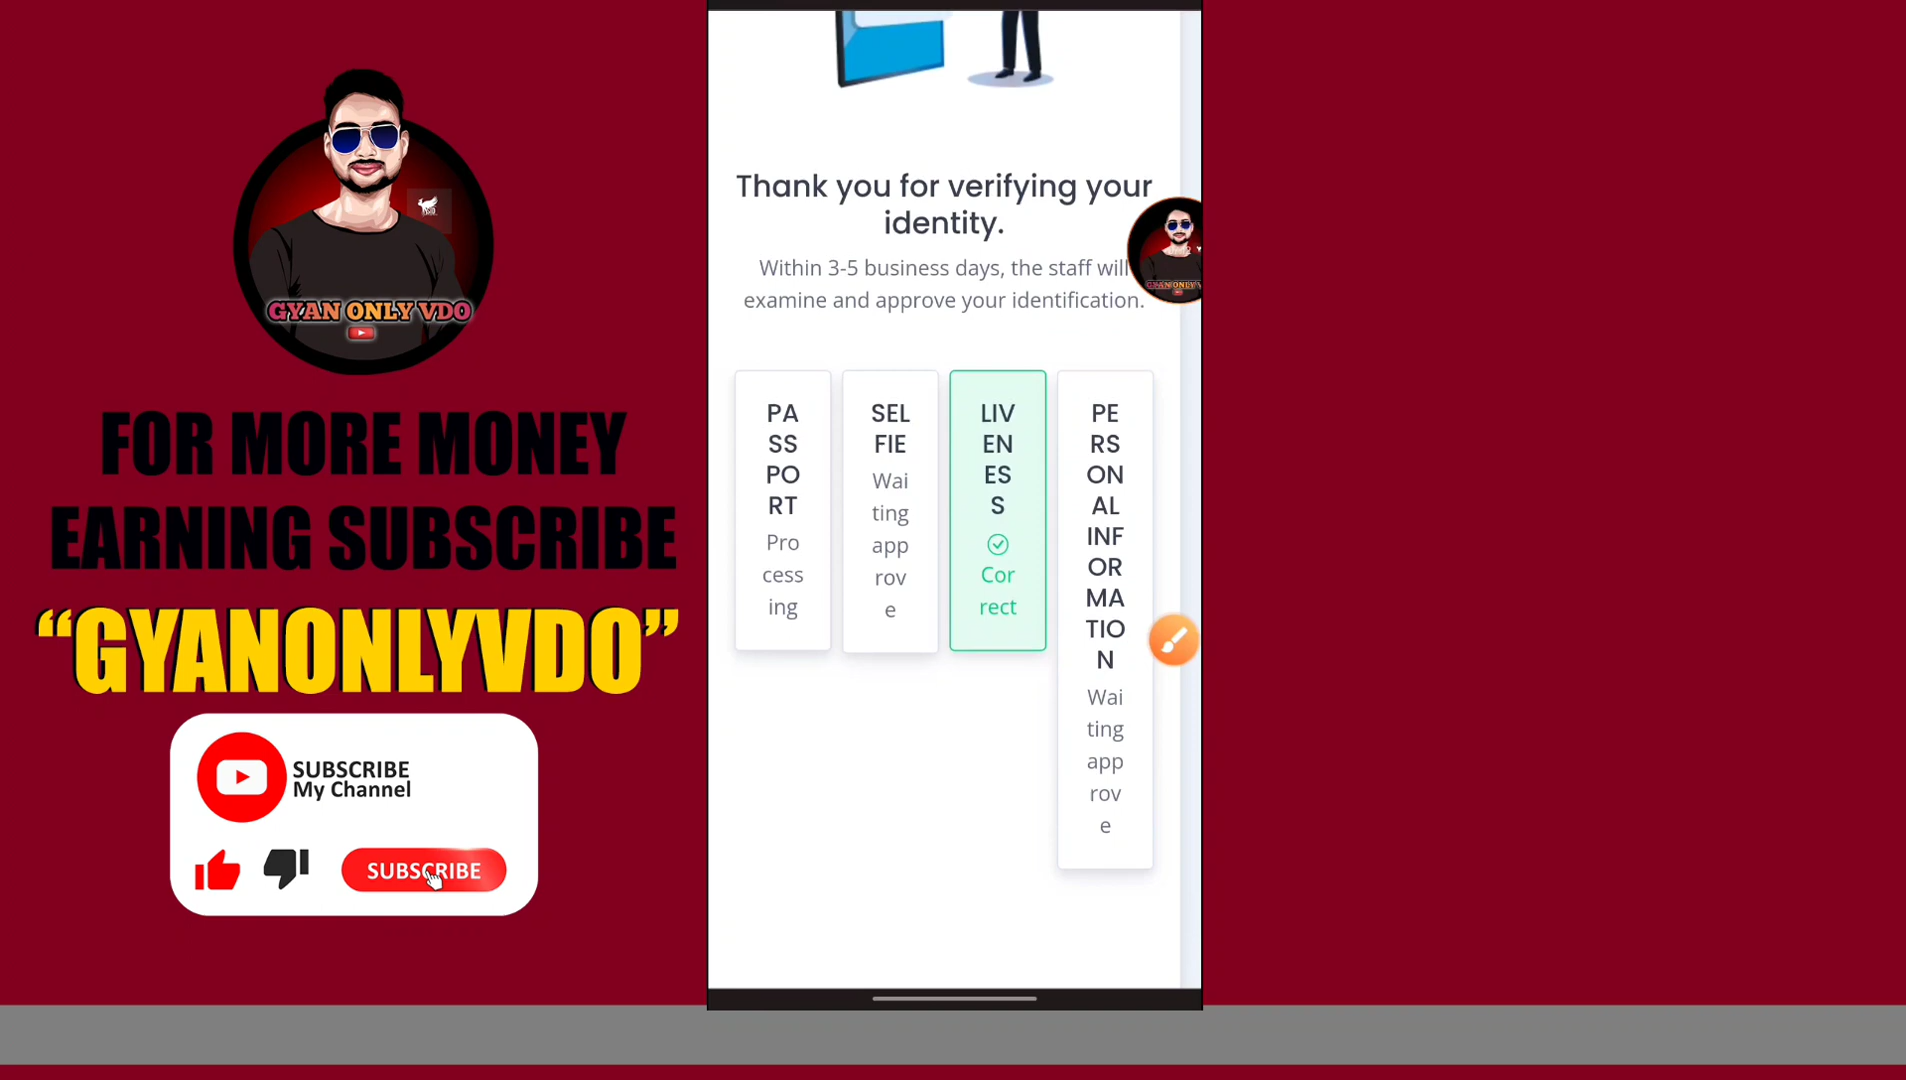 GYAN ONLY VDO
FOR MORE MONEY
EARNING SUBSCRIBE
“GYANONLYVDO”
SUBSCRIBE
My Channel
SUBSCRIBE
Thank you for verifying your
identity.
Within 3-5 business days, the staff will
examine and approve your identification.
PA
SS
PO
RT
Pro
cess
ing
SEL
FIE
Wai
ting
app
rov
e
LIV
EN
ES
S
Cor
rect
PE
RS
ON
AL
INF
OR
MA
TIO
N
Wai
ting
app
rov
e